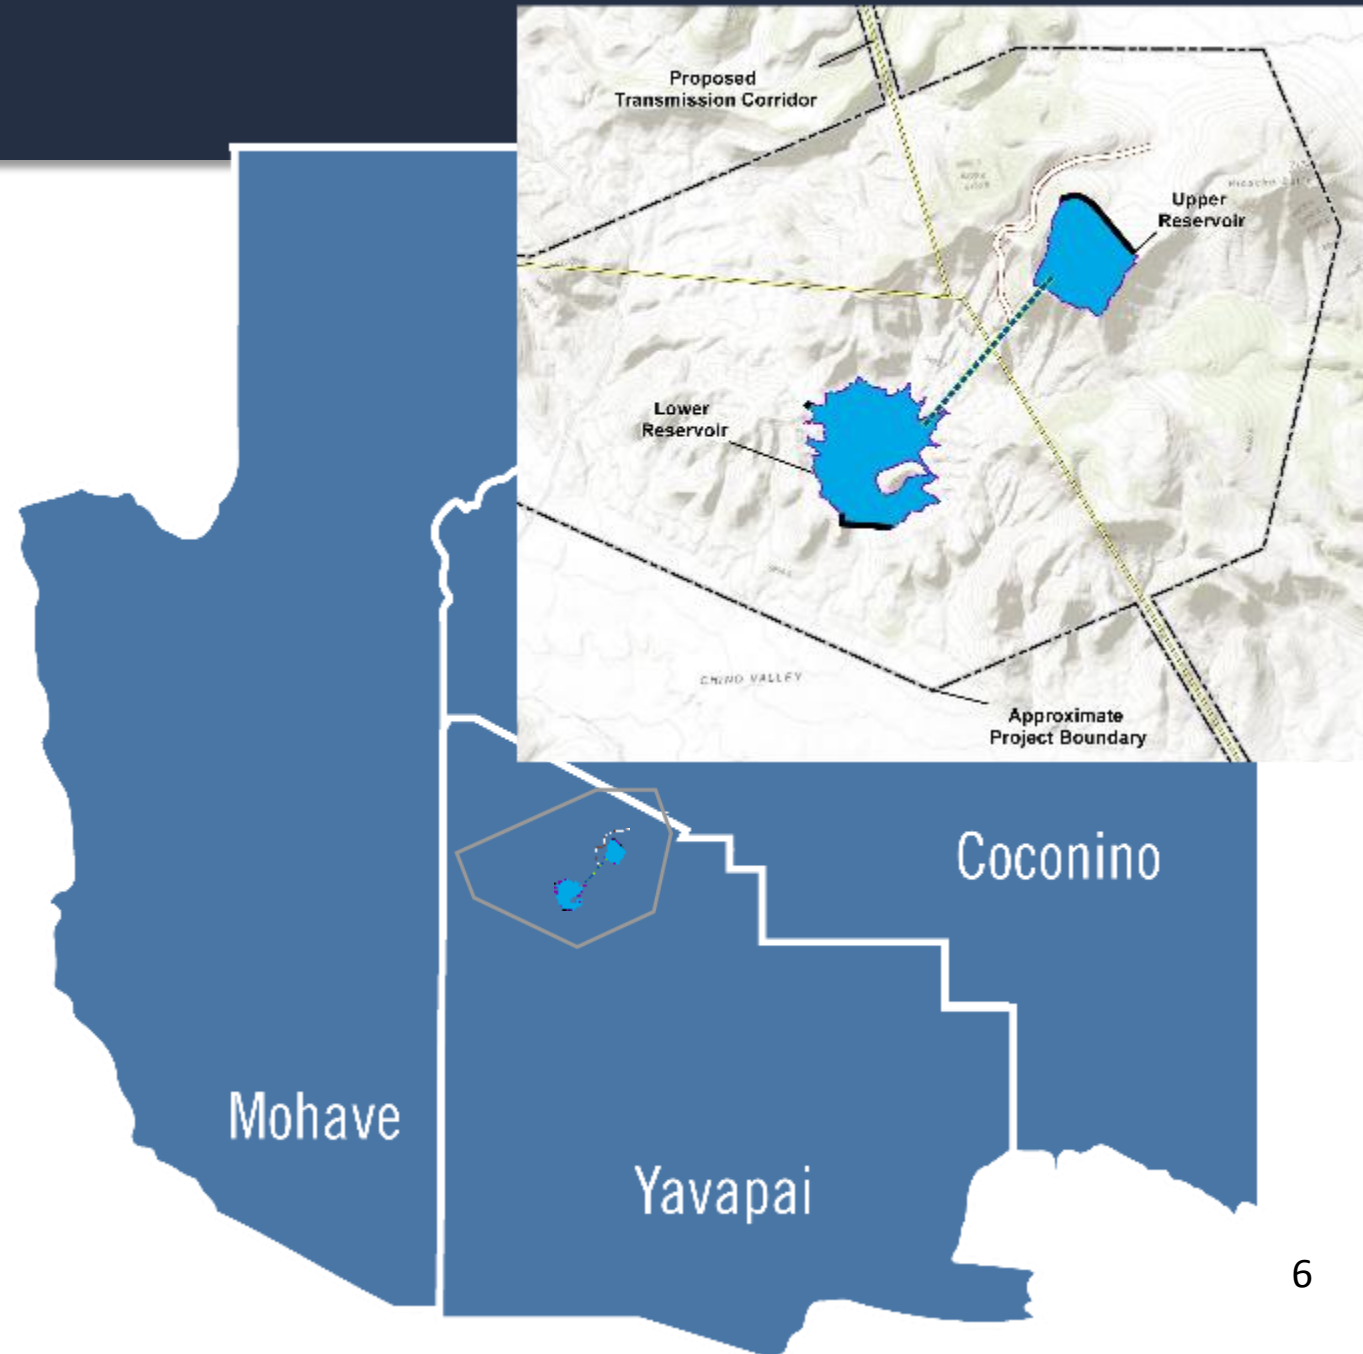 Proposed
Transmission Corridor
Upper
Reservoir
Lower
Reservoir
CHINO VALLEY
Approximate
Project Boundary
Coconino
Mohave
Yavapai
6